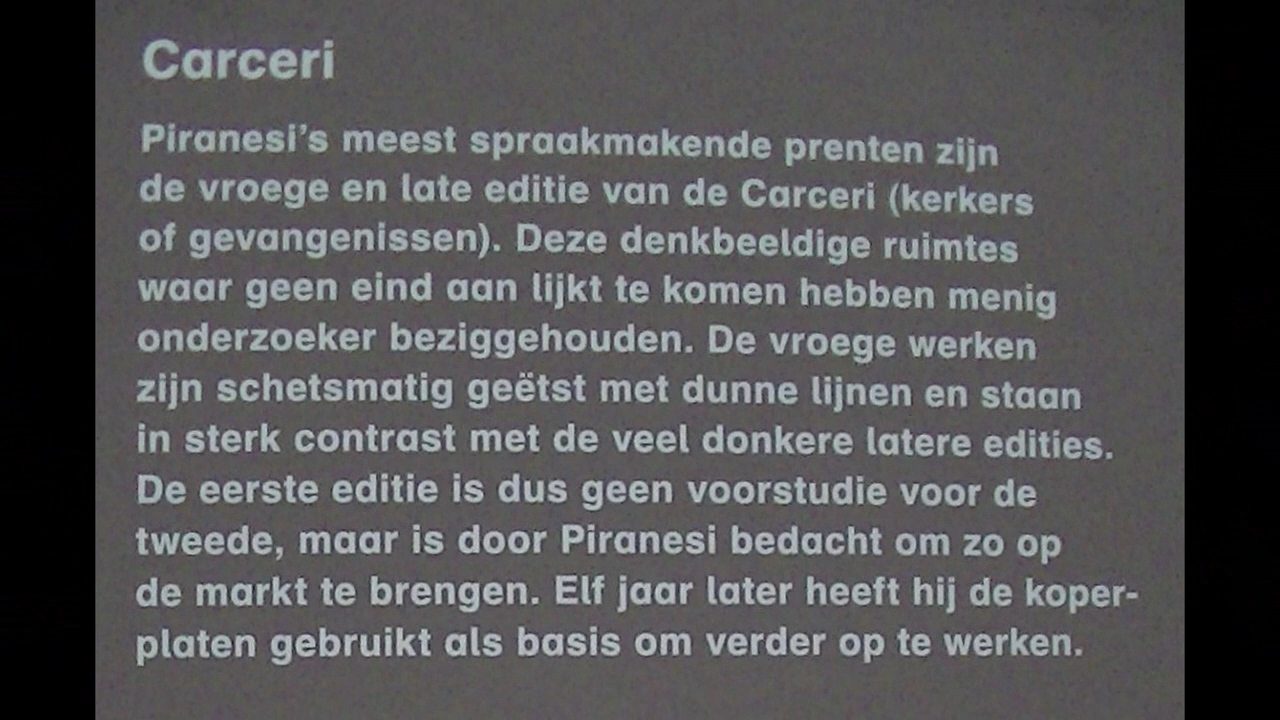 Carceri
Piranesi’s meest spraakmakende prenten zijn
de vroege en late editie van de Carceri (kerkers
of gevangenissen). Deze denkbeeldige ruimtes
waar geen eind aan lijkt te komen hebben menig
onderzoeker beziggehouden. De vroege werken
zijn schetsmatig geëtst met dunne lijnen en staan
in sterk contrast met de veel donkere latere edities.
De eerste editie is dus geen voorstudie voor de
tweede, maar is door Piranesi bedacht om zo op
de markt te brengen. Elf jaar later heeft hij de koper-
platen gebruikt als basis om verder op te werken.